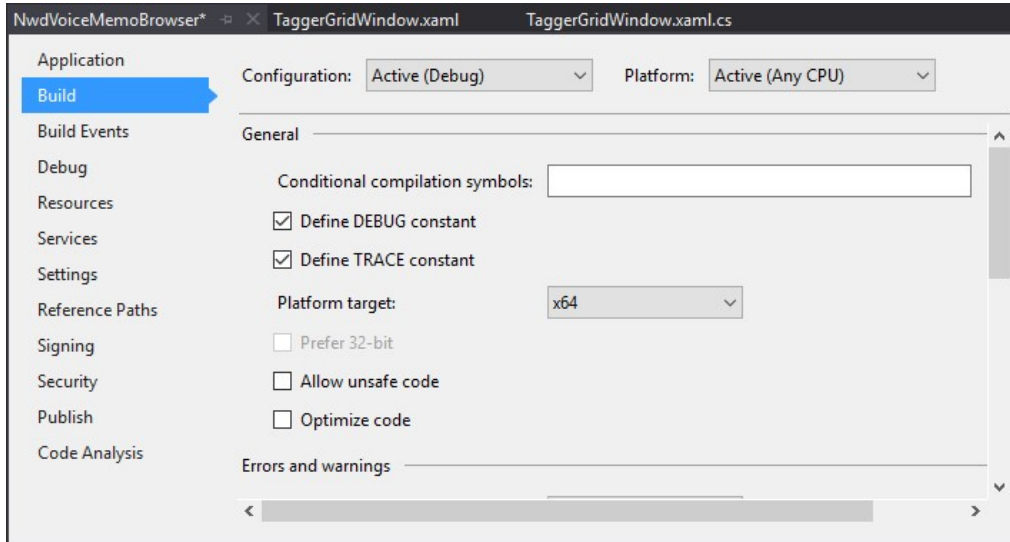 NwdVoiceMemoBrowser* TaggerGridWindow.xaml TaggerGridWindow.xaml.cs
Application
Build
Build Events
Debug
Resources
Services
Settings
Reference Paths
Signing
Security
Publish
Code Analysis
Configuration: Active (Debug) Platform: Active (Any CPU)
General
Conditional compilation symbols:
Define DEBUG constant
Define TRACE constant
Platform target: x64
Prefer 32-bit
Allow unsafe code
Optimize code
Errors and warnings